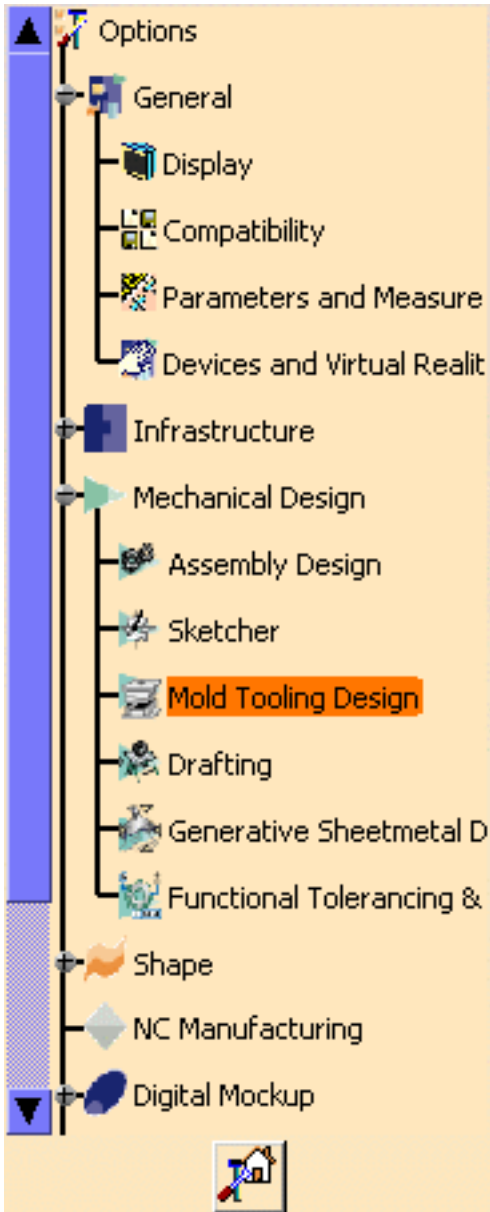 Options
General
Display
Compatibility
Parameters and Measure
Devices and Virtual Realit
Infrastructure
Mechanical Design
Assembly Design
Sketcher
Mold Tooling Design
Drafting
Generative Sheetmetal D
Functional Tolerancing &
Shape
NC Manufacturing
Digital Mockup